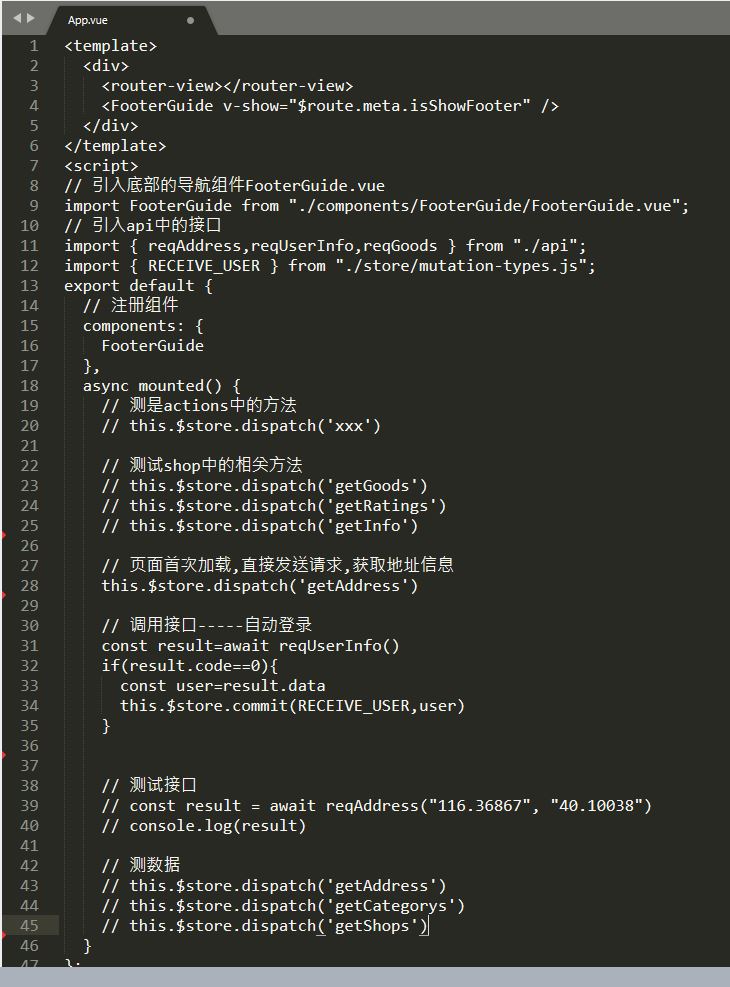 App.vue
1 <template>
2   <div>
3     <router-view></router-view>
4     <FooterGuide v-show="$route.meta.isShowFooter" />
5   </div>
6 </template>
7 <script>
8 // 引入底部的导航组件FooterGuide.vue
9 import FooterGuide from "./components/FooterGuide/FooterGuide.vue";
10 // 引入api中的接口
11 import { reqAddress,reqUserInfo,reqGoods } from "./api";
12 import { RECEIVE_USER } from "./store/mutation-types.js";
13 export default {
14   // 注册组件
15   components: {
16     FooterGuide
17   },
18   async mounted() {
19     // 测是actions中的方法
20     // this.$store.dispatch('xxx')
21
22     // 测试shop中的相关方法
23     // this.$store.dispatch('getGoods')
24     // this.$store.dispatch('getRatings')
25     // this.$store.dispatch('getInfo')
26
27     // 页面首次加载,直接发送请求,获取地址信息
28     this.$store.dispatch('getAddress')
29
30     // 调用接口-----自动登录
31     const result=await reqUserInfo()
32     if(result.code==0){
33       const user=result.data
34       this.$store.commit(RECEIVE_USER,user)
35     }
36
37
38     // 测试接口
39     // const result = await reqAddress("116.36867", "40.10038")
40     // console.log(result)
41
42     // 测数据
43     // this.$store.dispatch('getAddress')
44     // this.$store.dispatch('getCategorys')
45     // this.$store.dispatch('getShops')
46   }
47 };